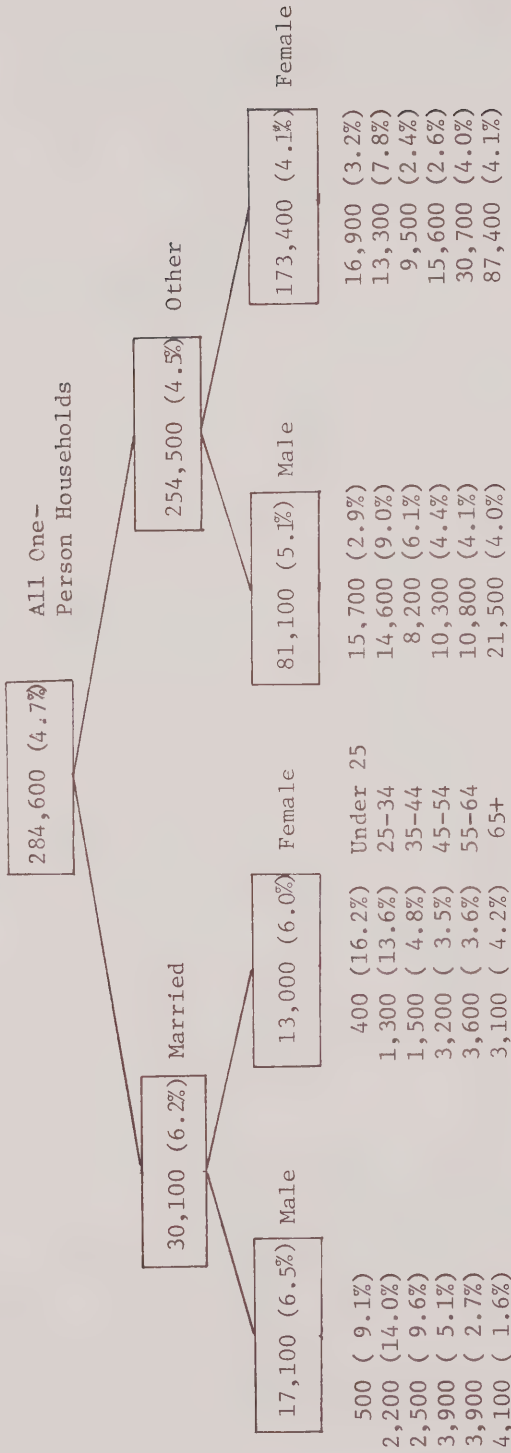 All One-
Person Households
284,600 (4.7%)
30,100 (6.2%) Married
254,500 (4.5%) Other
17,100 (6.5%) Male
13,000 (6.0%) Female
81,100 (5.1%) Male
173,400 (4.1%) Female
500 ( 9.1%) 400 (16.2%) Under 25 15,700 (2.9%) 16,900 (3.2%)
2,200 (14.0%) 1,300 (13.6%) 25-34 14,600 (9.0%) 13,300 (7.8%)
2,500 ( 9.6%) 1,500 ( 4.8%) 35-44 8,200 (6.1%) 9,500 (2.4%)
3,900 ( 5.1%) 3,200 ( 3.5%) 45-54 10,300 (4.4%) 15,600 (2.6%)
3,900 ( 2.7%) 3,600 ( 3.6%) 55-64 10,800 (4.1%) 30,700 (4.0%)
4,100 ( 1.6%) 3,100 ( 4.2%) 65+ 21,500 (4.0%) 87,400 (4.1%)